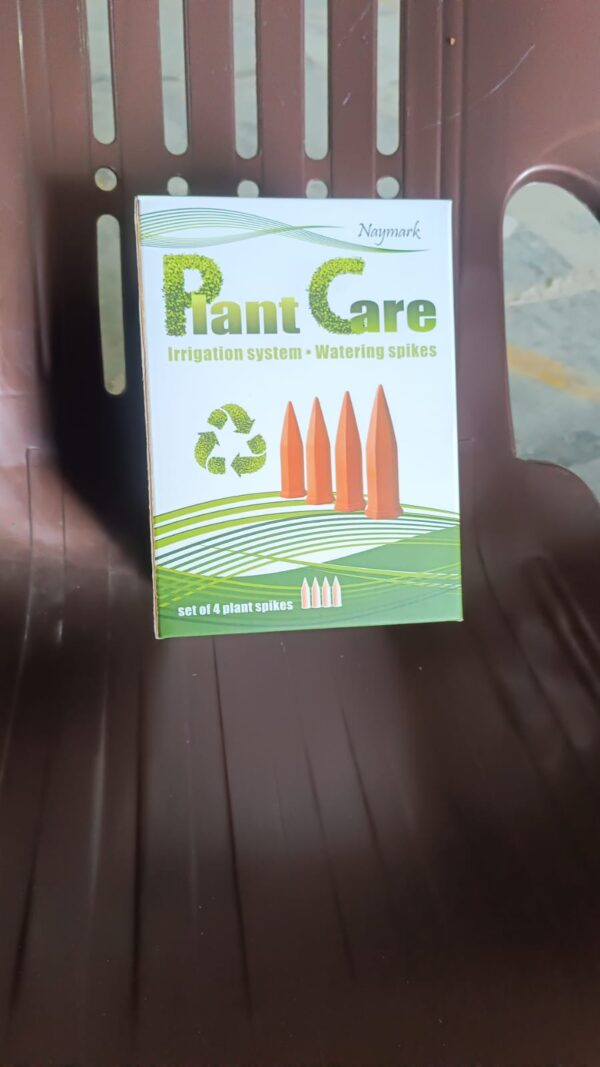 Naymark
Plant Care
Irrigation system • Watering spikes
set of 4 plant spikes